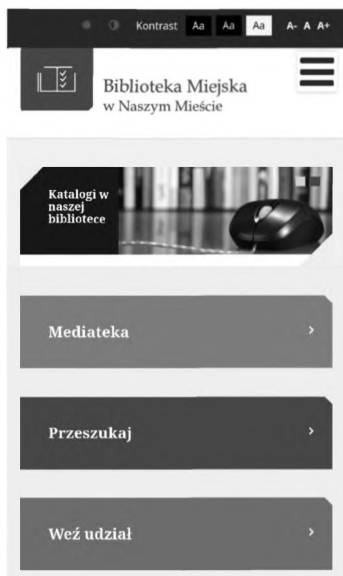 Kontrast Aa Aa Aa A- A A+
Biblioteka Miejska
w Naszym Mieście
Katalogi w
naszej
bibliotece
Mediateka
Przeszukaj
Weź udział